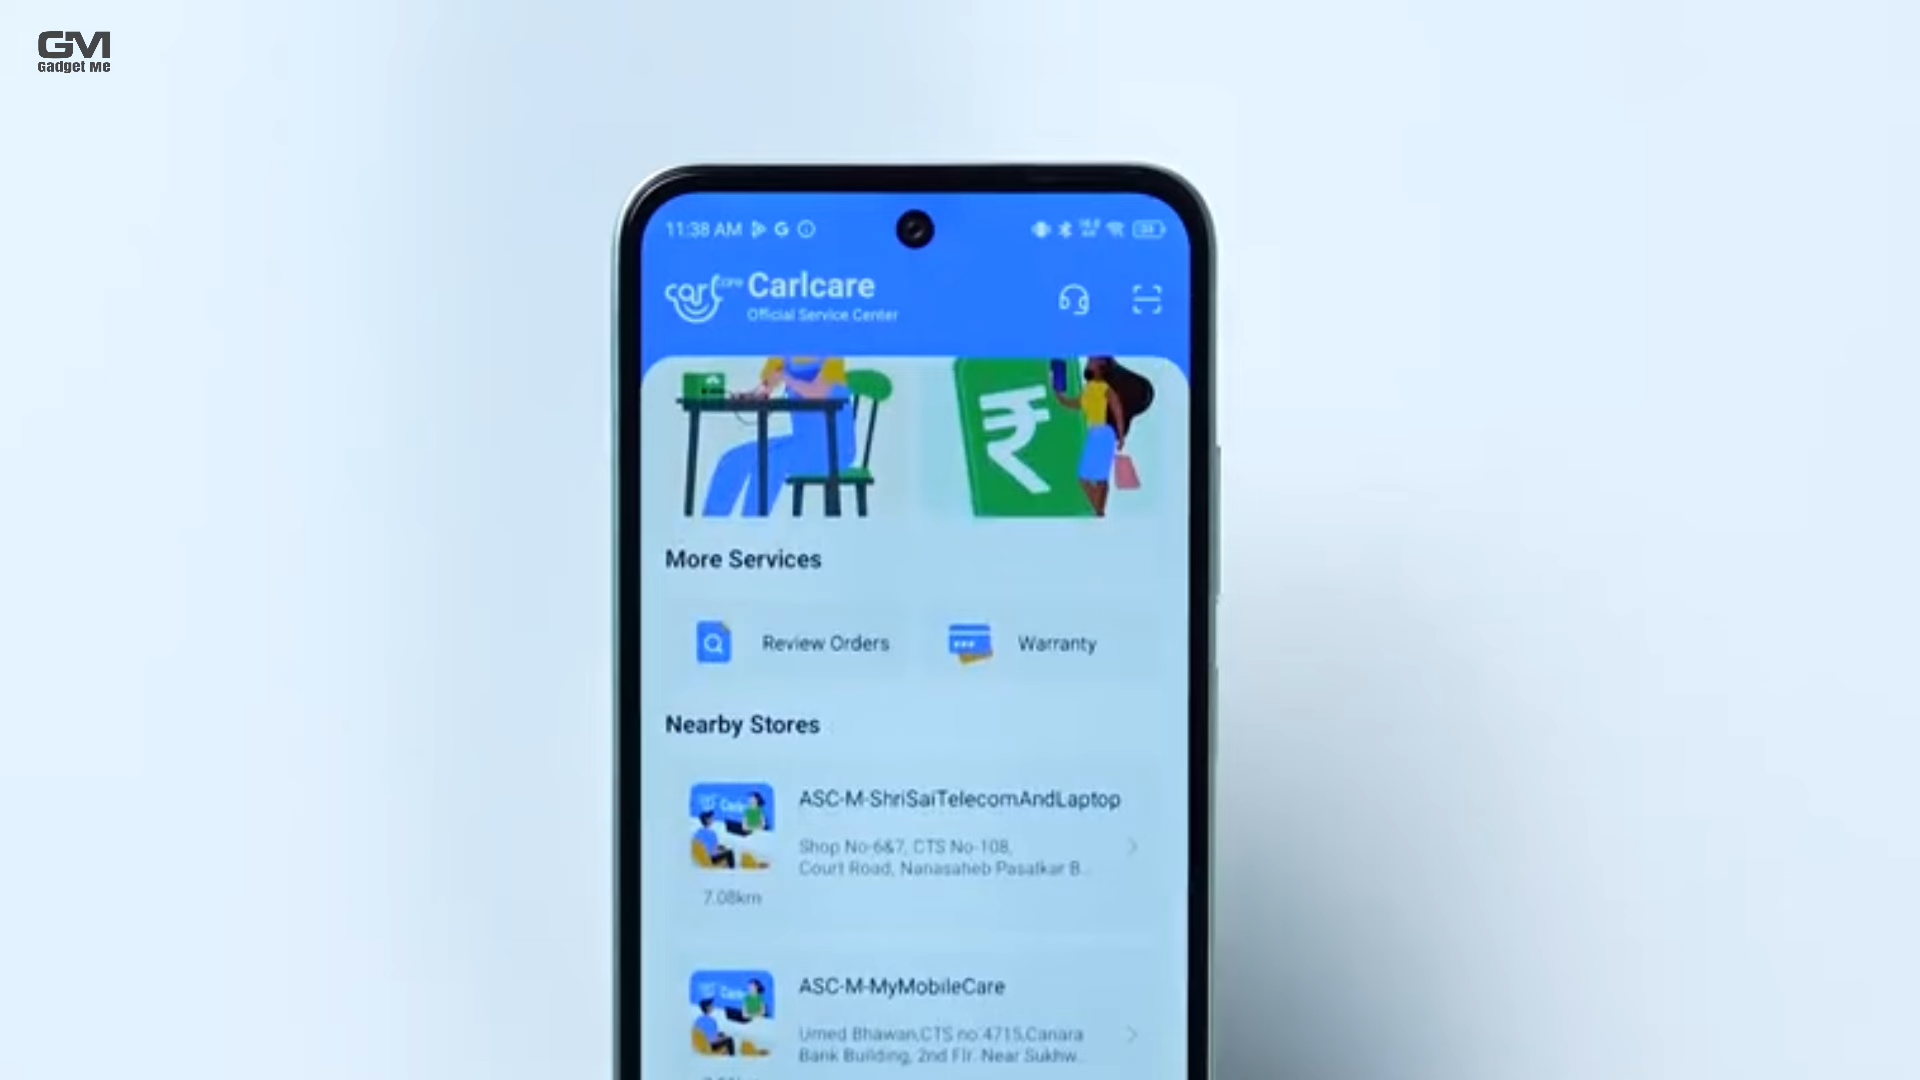 GM
Gadget Me
11:38 AM
carl care Carlcare
Official Service Center
₹
More Services
Review Orders
Warranty
Nearby Stores
ASC-M-ShriSaiTelecomAndLaptop
Shop No-6&7, CTS No-108,
Court Road, Nanasaheb Pasalkar B...
7.08km
ASC-M-MyMobileCare
Umed Bhawan,CTS no.4715,Canara
Bank Building, 2nd Flr. Near Sukhw...